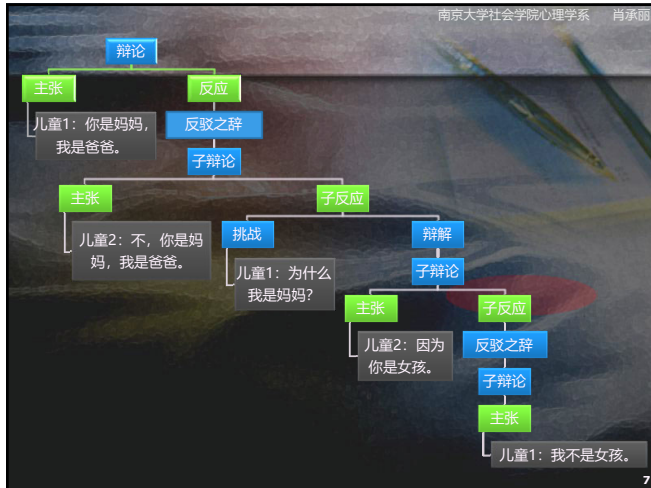 南京大学社会学院心理学系 肖承丽
辩论
主张
反应
儿童1：你是妈妈，
我是爸爸。
反驳之辞
子辩论
主张
子反应
儿童2：不，你是妈
妈，我是爸爸。
挑战
辩解
儿童1：为什么
我是妈妈？
子辩论
主张
子反应
儿童2：因为
你是女孩。
反驳之辞
子辩论
主张
儿童1：我不是女孩。
7